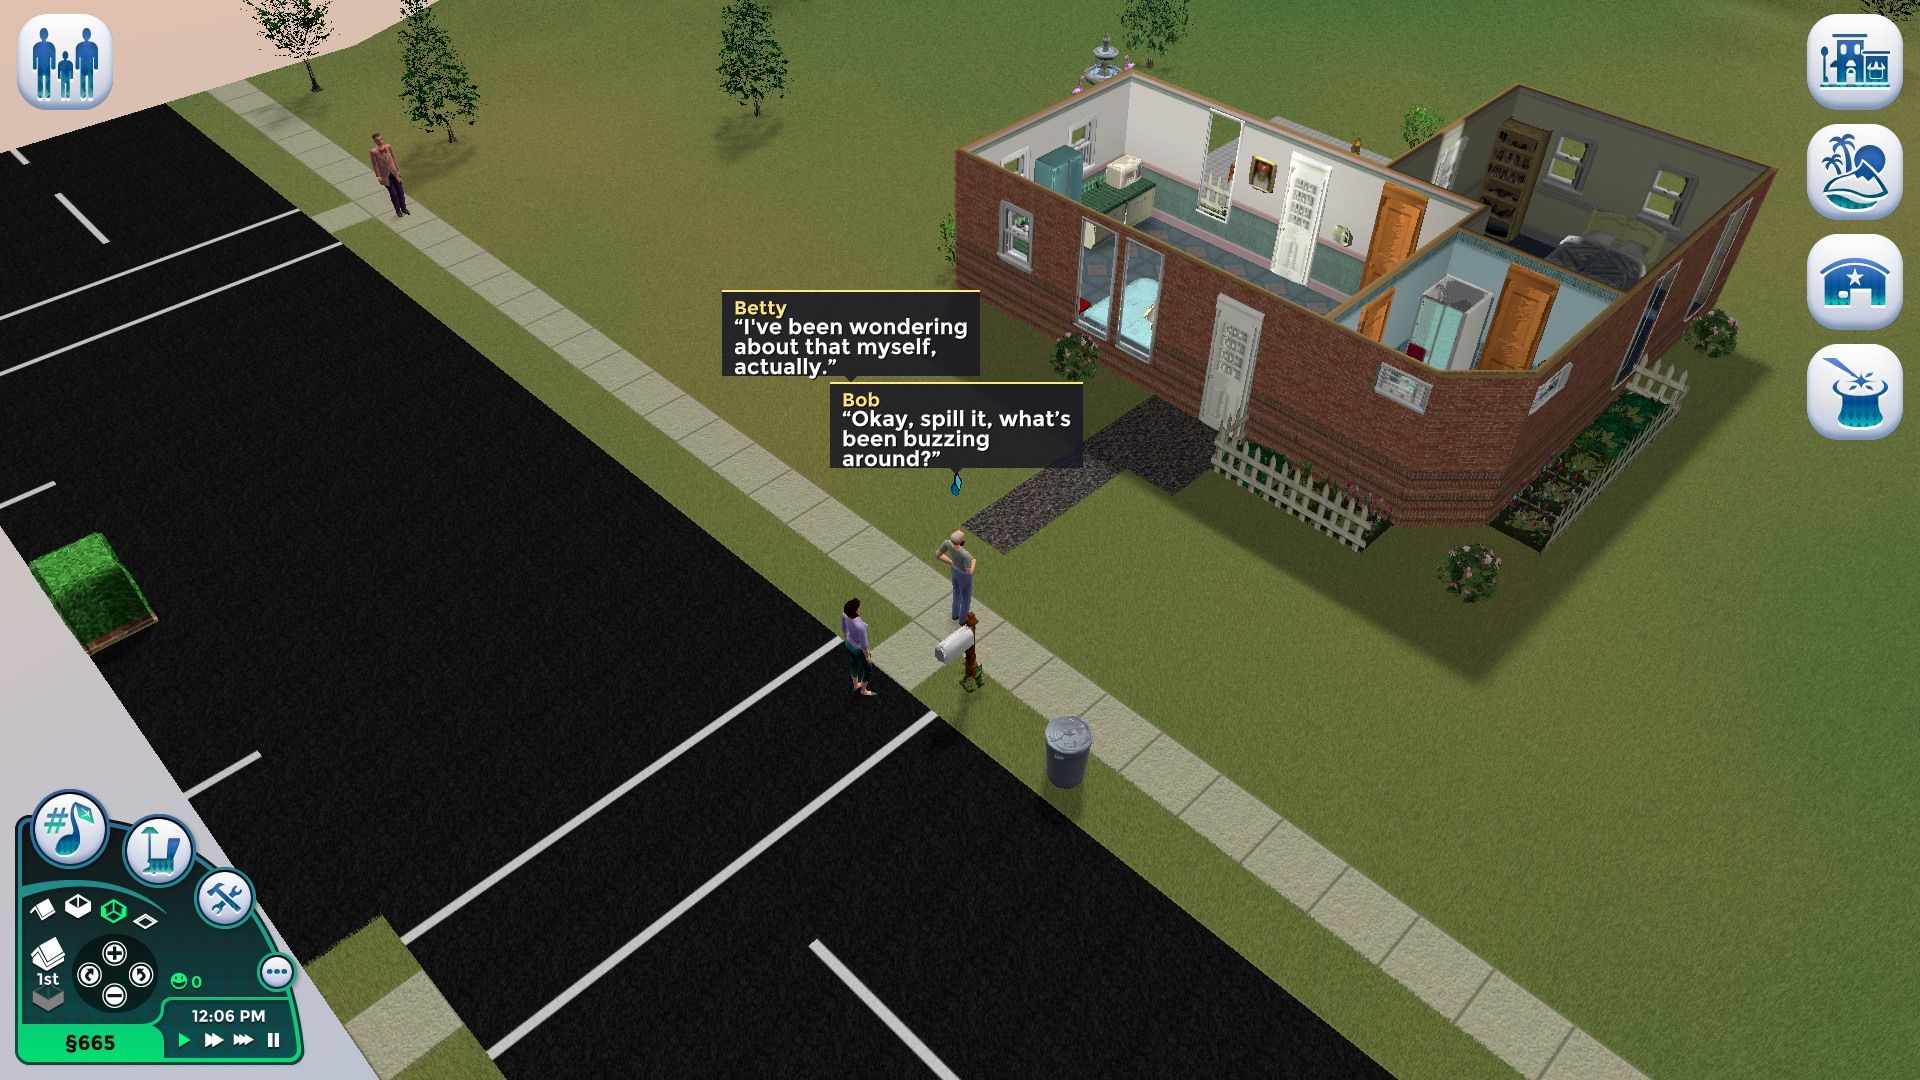 Betty
“I've been wondering
about that myself,
actually.”
Bob
“Okay, spill it, what’s
been buzzing
around?”
1st
0
12:06 PM
§665